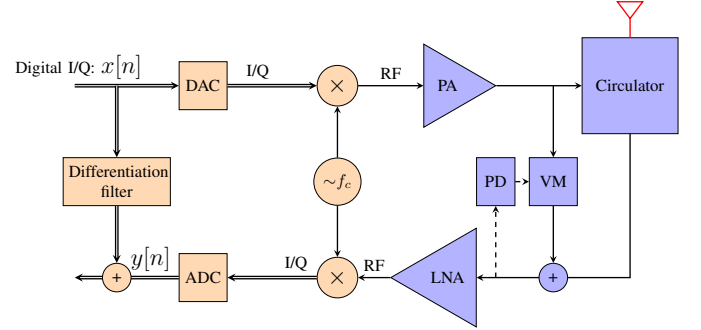 Digital I/Q: x[n]
DAC
I/Q
×
RF
PA
Circulator
Differentiation
filter
∼f_c
PD
VM
y[n]
+
ADC
I/Q
×
RF
LNA
+